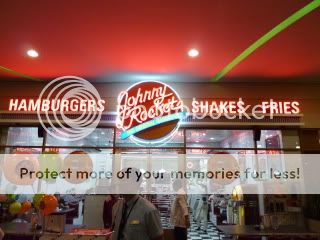 HAMBURGERS Johnny Rockets SHAKES FRIES
photobucket
Protect more of your memories for less!